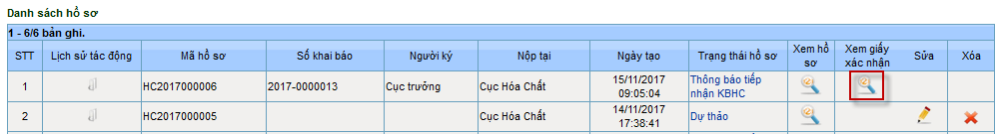 Danh sách hồ sơ
1 - 6/6 bản ghi.
STT Lịch sử tác động Mã hồ sơ Số khai báo Người ký Nộp tại Ngày tạo Trạng thái hồ sơ Xem hồ sơ Xem giấy xác nhận Sửa Xóa
1 HC2017000006 2017-0000013 Cục trưởng Cục Hóa Chất 15/11/2017 09:05:04 Thông báo tiếp nhận KBHC
2 HC2017000005 Cục Hóa Chất 14/11/2017 17:38:41 Dự thảo